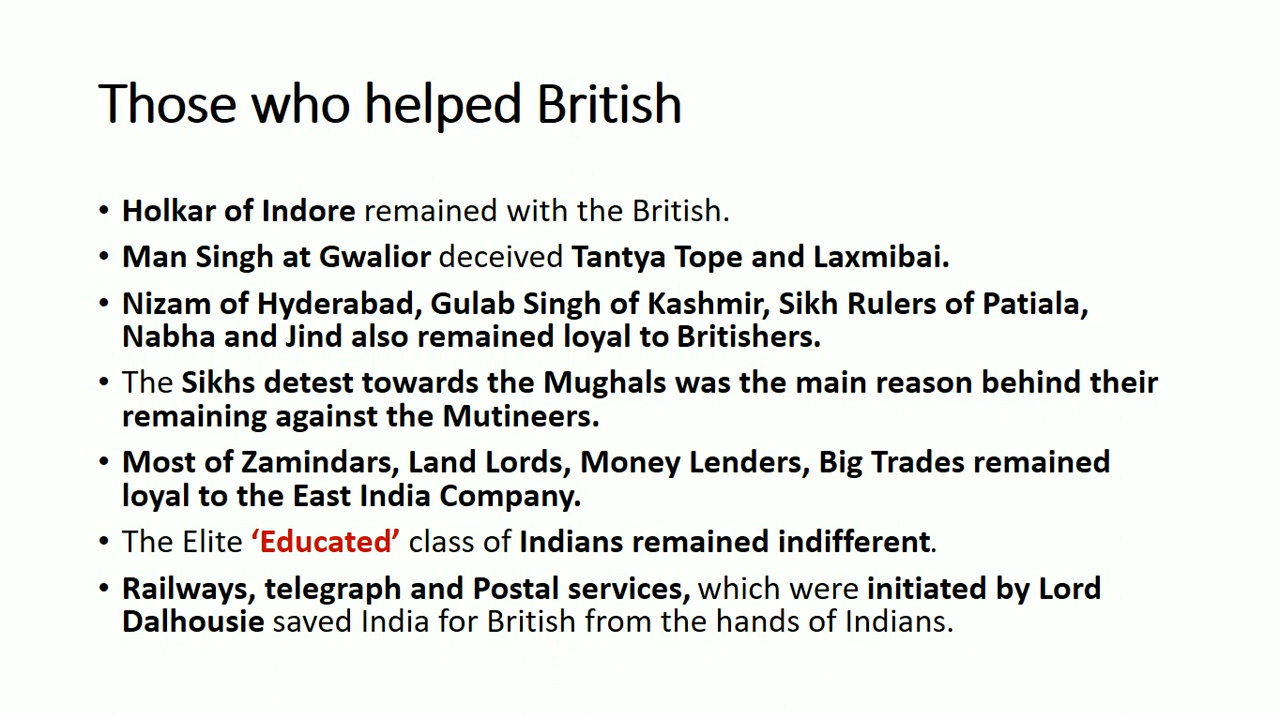 Those who helped British
• Holkar of Indore remained with the British.
• Man Singh at Gwalior deceived Tantya Tope and Laxmibai.
• Nizam of Hyderabad, Gulab Singh of Kashmir, Sikh Rulers of Patiala,
Nabha and Jind also remained loyal to Britishers.
• The Sikhs detest towards the Mughals was the main reason behind their
remaining against the Mutineers.
• Most of Zamindars, Land Lords, Money Lenders, Big Trades remained
loyal to the East India Company.
• The Elite ‘Educated’ class of Indians remained indifferent.
• Railways, telegraph and Postal services, which were initiated by Lord
Dalhousie saved India for British from the hands of Indians.